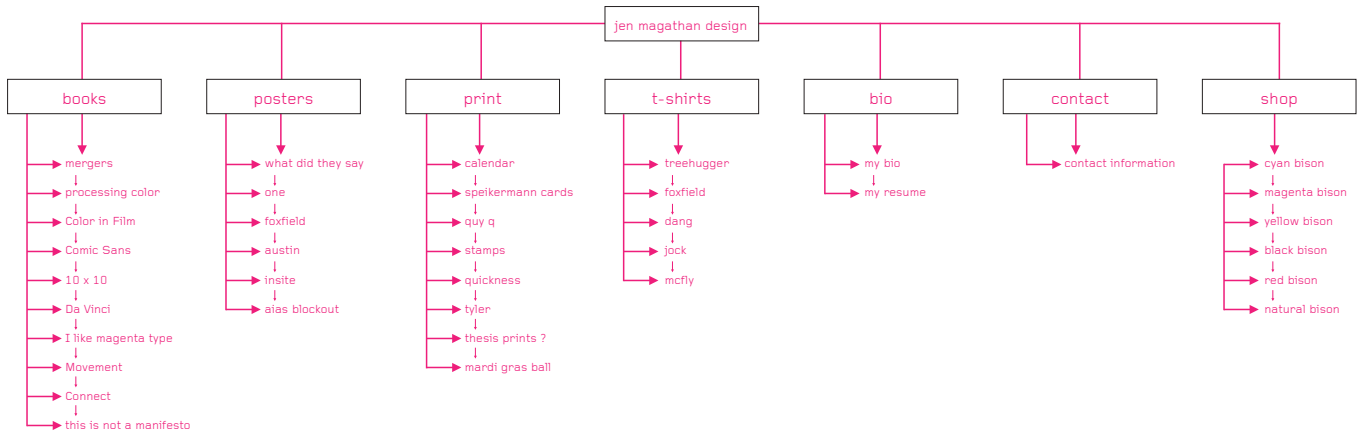 jen magathan design
books
posters
print
t-shirts
bio
contact
shop
mergers
processing color
Color in Film
Comic Sans
10 x 10
Da Vinci
I like magenta type
Movement
Connect
this is not a manifesto
what did they say
one
foxfield
austin
insite
aias blockout
calendar
speikermann cards
quy q
stamps
quickness
tyler
thesis prints ?
mardi gras ball
treehugger
foxfield
dang
jock
mcfly
my bio
my resume
contact information
cyan bison
magenta bison
yellow bison
black bison
red bison
natural bison